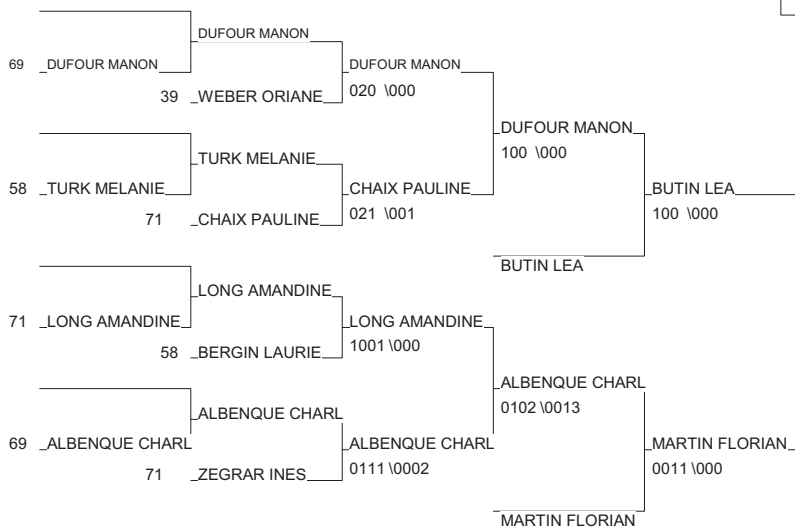 DUFOUR MANON
69 DUFOUR MANON DUFOUR MANON
39 WEBER ORIANE 020 \000
DUFOUR MANON
100 \000
TURK MELANIE
58 TURK MELANIE CHAIX PAULINE BUTIN LEA
71 CHAIX PAULINE 021 \001 100 \000
BUTIN LEA
LONG AMANDINE
71 LONG AMANDINE LONG AMANDINE
58 BERGIN LAURIE 1001 \000
ALBENQUE CHARL
0102 \0013
ALBENQUE CHARL
69 ALBENQUE CHARL ALBENQUE CHARL MARTIN FLORIAN
71 ZEGRAR INES 0111 \0002 0011 \000
MARTIN FLORIAN